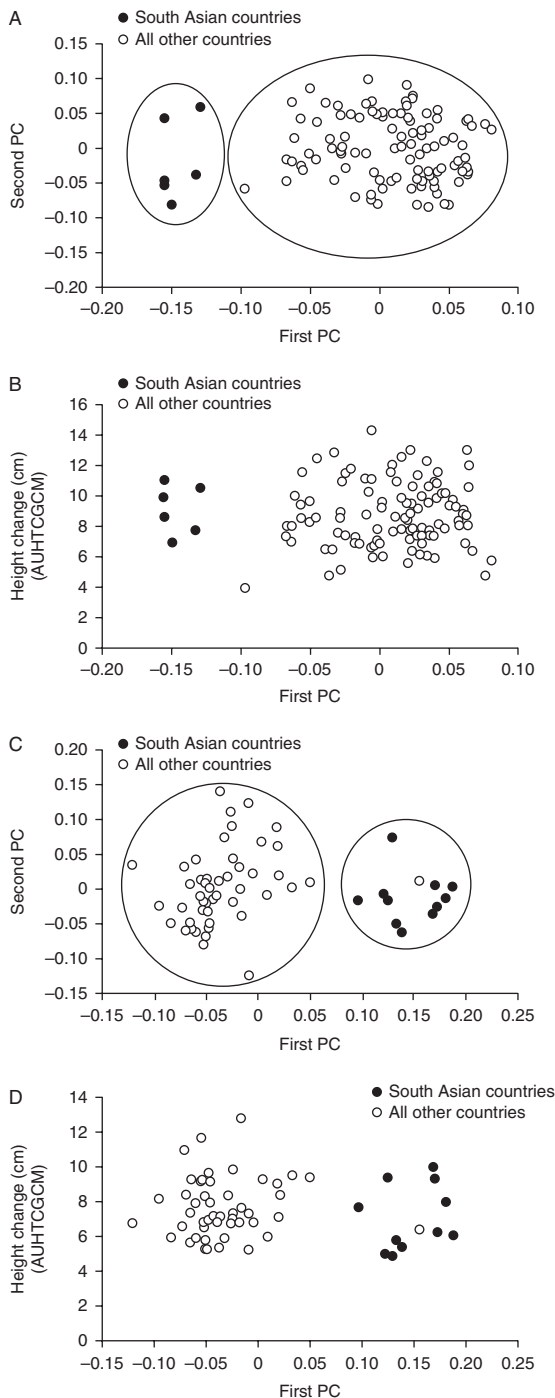 A
● South Asian countries
○ All other countries
0.15
0.10
0.05
0
−0.05
−0.10
−0.15
−0.20
Second PC
−0.20 −0.15 −0.10 −0.05 0 0.05 0.10
First PC
B
● South Asian countries
○ All other countries
16
14
12
10
8
6
4
2
0
Height change (cm)
(AUHTCGCM)
−0.20 −0.15 −0.10 −0.05 0 0.05 0.10
First PC
C
● South Asian countries
○ All other countries
0.20
0.15
0.10
0.05
0
−0.05
−0.10
−0.15
Second PC
−0.15 −0.10 −0.05 0 0.05 0.10 0.15 0.20 0.25
First PC
D
● South Asian countries
○ All other countries
14
12
10
8
6
4
2
0
Height change (cm)
(AUHTCGCM)
−0.15 −0.10 −0.05 0 0.05 0.10 0.15 0.20 0.25
First PC